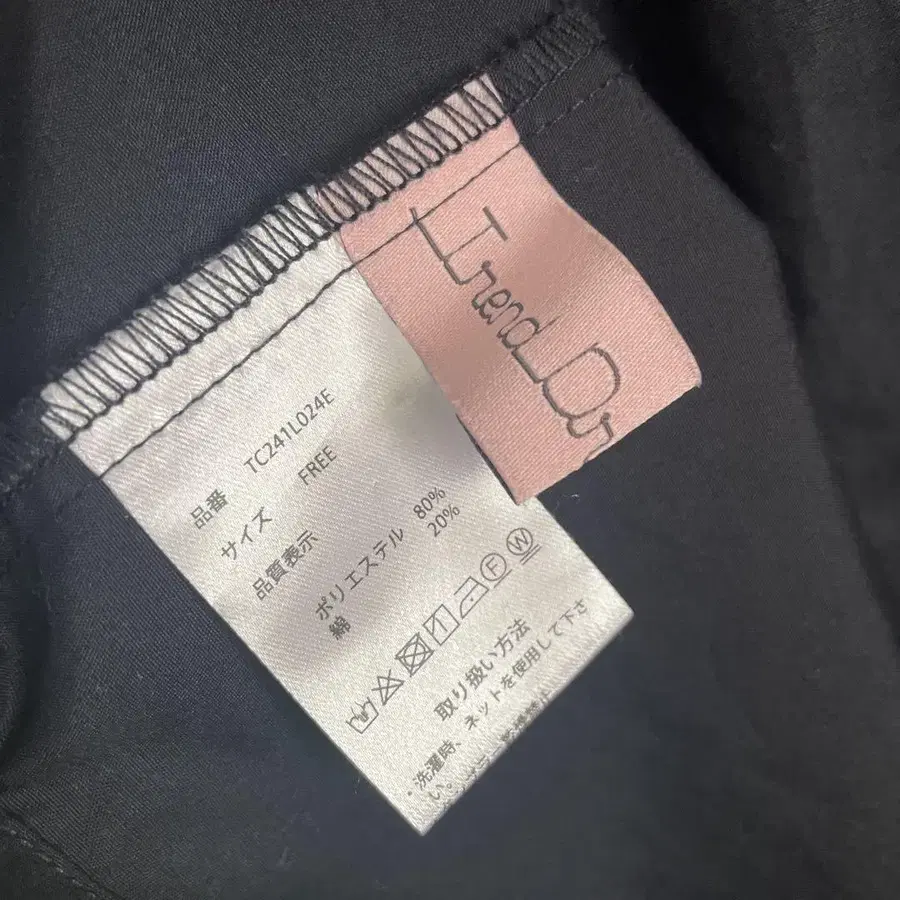 Trend_Or
品番 TC241L024E
サイズ FREE
品質表示
ポリエステル 80%
綿 20%
F W
取り扱い方法
・洗濯時、ネットを使用して下さ
い。